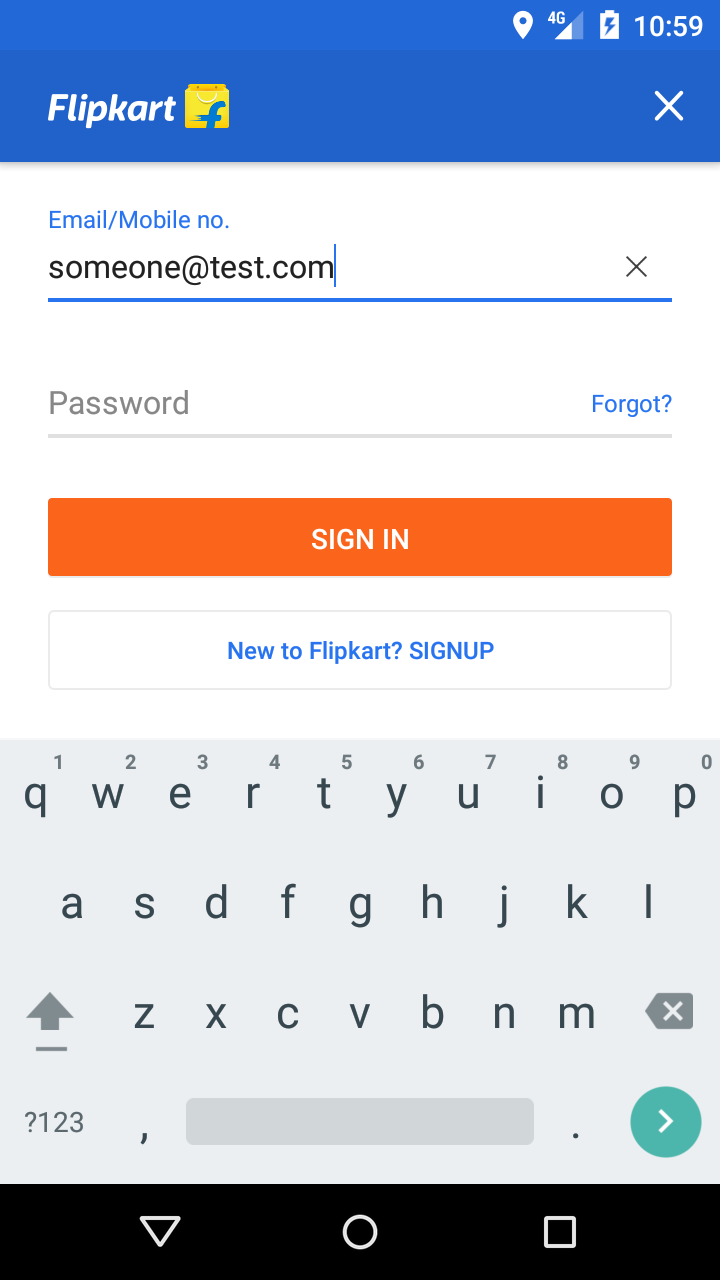 4G 10:59
Flipkart
Email/Mobile no.
someone@test.com
Password Forgot?
SIGN IN
New to Flipkart? SIGNUP
1 2 3 4 5 6 7 8 9 0
q w e r t y u i o p
a s d f g h j k l
z x c v b n m
?123 , .